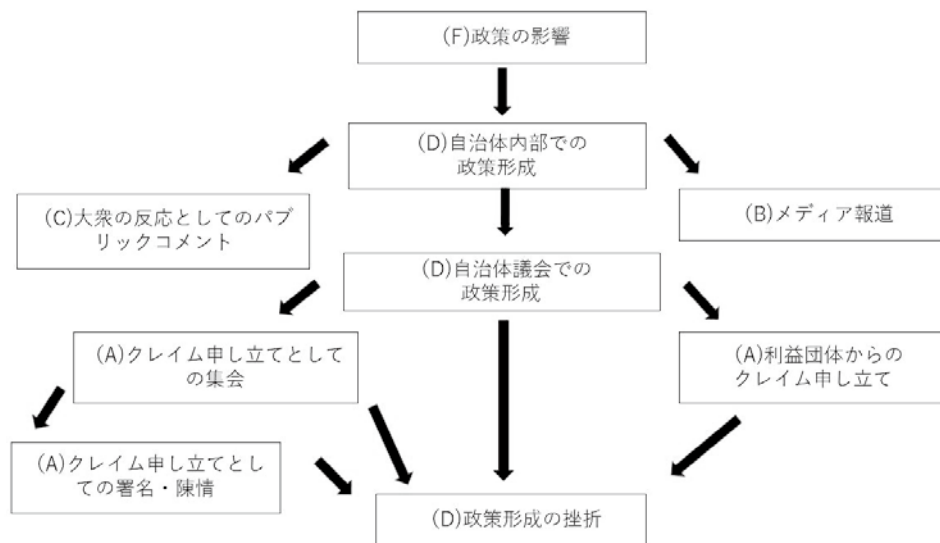 (F)政策の影響
(D)自治体内部での
政策形成
(C)大衆の反応としてのパブ
リックコメント
(B)メディア報道
(D)自治体議会での
政策形成
(A)クレイム申し立てとして
の集会
(A)利益団体からの
クレイム申し立て
(A)クレイム申し立てとし
ての署名・陳情
(D)政策形成の挫折